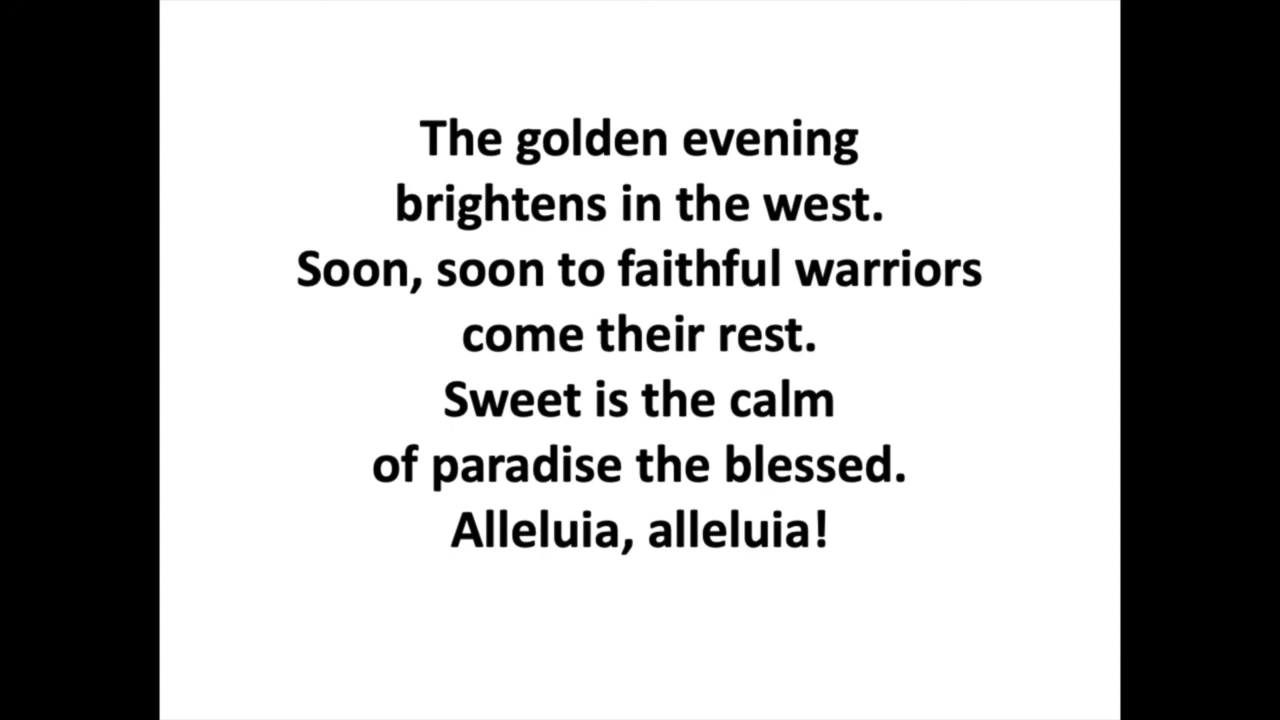 The golden evening
brightens in the west.
Soon, soon to faithful warriors
come their rest.
Sweet is the calm
of paradise the blessed.
Alleluia, alleluia!